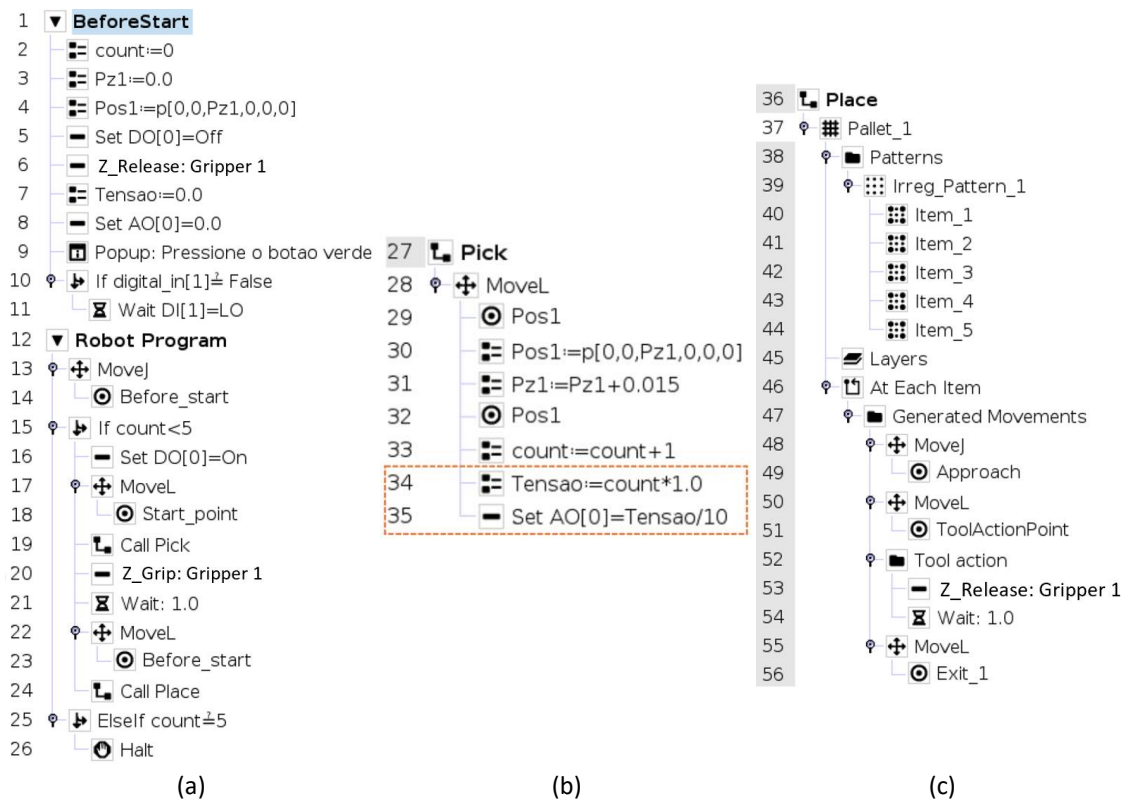 1 BeforeStart
2 count:=0
3 Pz1:=0.0
4 Pos1:=p[0,0,Pz1,0,0,0]
5 Set DO[0]=Off
6 Z_Release: Gripper 1
7 Tensao:=0.0
8 Set AO[0]=0.0
9 Popup: Pressione o botao verde
10 If digital_in[1]≟ False
11 Wait DI[1]=LO
12 Robot Program
13 MoveJ
14 Before_start
15 If count<5
16 Set DO[0]=On
17 MoveL
18 Start_point
19 Call Pick
20 Z_Grip: Gripper 1
21 Wait: 1.0
22 MoveL
23 Before_start
24 Call Place
25 ElseIf count≟5
26 Halt
(a)
27 Pick
28 MoveL
29 Pos1
30 Pos1:=p[0,0,Pz1,0,0,0]
31 Pz1:=Pz1+0.015
32 Pos1
33 count:=count+1
34 Tensao:=count*1.0
35 Set AO[0]=Tensao/10
(b)
36 Place
37 Pallet_1
38 Patterns
39 Irreg_Pattern_1
40 Item_1
41 Item_2
42 Item_3
43 Item_4
44 Item_5
45 Layers
46 At Each Item
47 Generated Movements
48 MoveJ
49 Approach
50 MoveL
51 ToolActionPoint
52 Tool action
53 Z_Release: Gripper 1
54 Wait: 1.0
55 MoveL
56 Exit_1
(c)